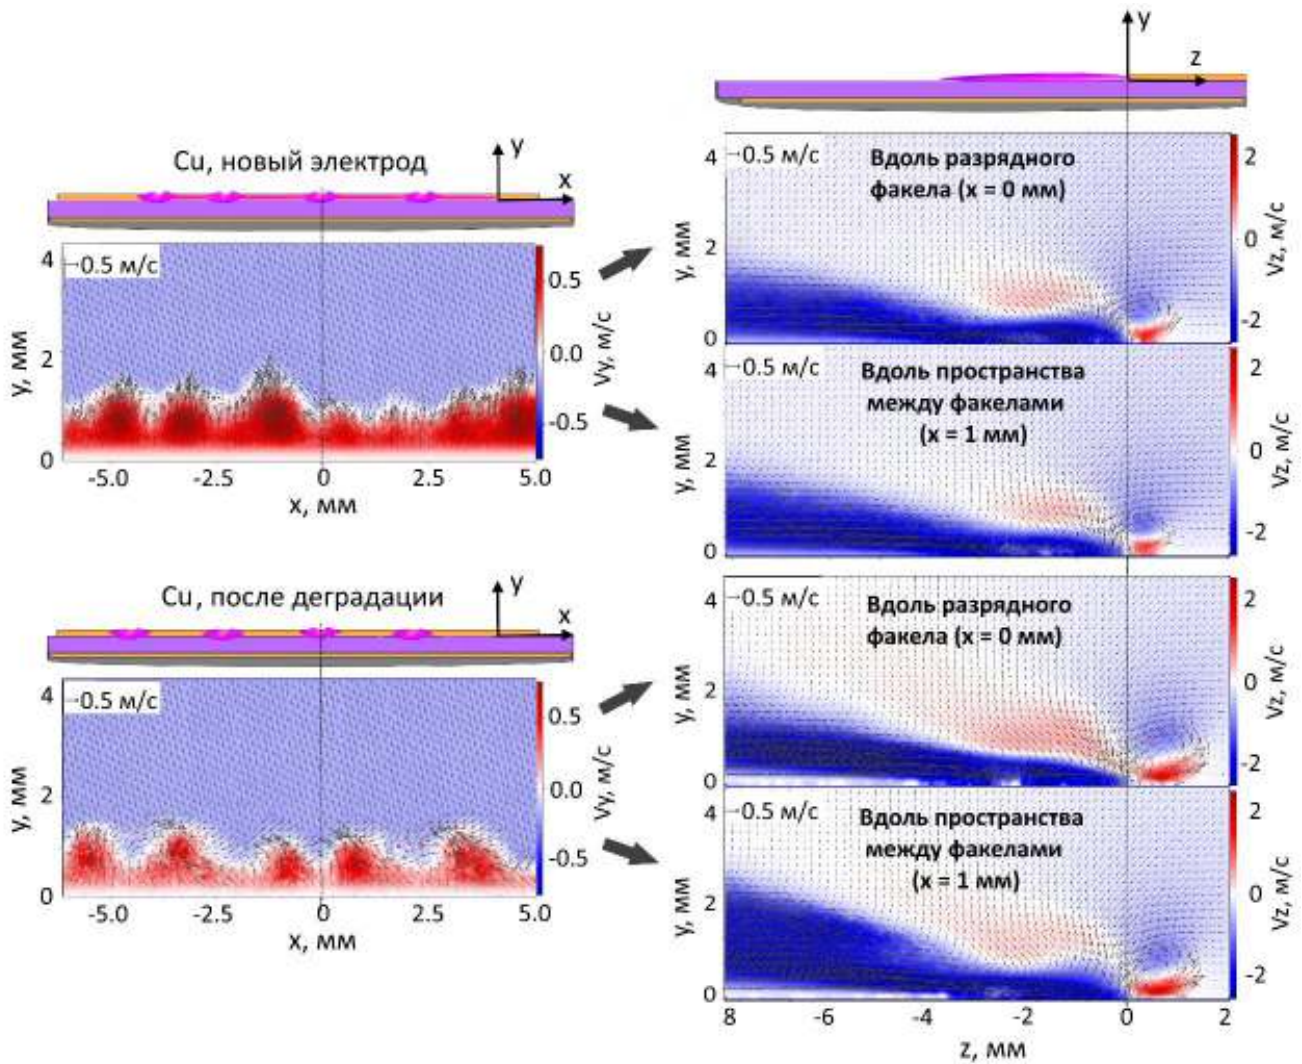 Cu, новый электрод
y
x
4
0.5 м/с
2
0
y, мм
-5.0
-2.5
0
2.5
5.0
x, мм
0.5
0.0
-0.5
Vy, м/с
Cu, после деградации
y
x
4
0.5 м/с
2
0
y, мм
-5.0
-2.5
0
2.5
5.0
x, мм
0.5
0.0
-0.5
Vy, м/с
y
z
4
0.5 м/с
Вдоль разрядного
факела (x = 0 мм)
2
0
y, мм
2
0
-2
Vz, м/с
4
0.5 м/с
Вдоль пространства
между факелами
(x = 1 мм)
2
0
y, мм
2
0
-2
Vz, м/с
4
0.5 м/с
Вдоль разрядного
факела (x = 0 мм)
2
0
y, мм
2
0
-2
Vz, м/с
4
0.5 м/с
Вдоль пространства
между факелами
(x = 1 мм)
2
0
y, мм
2
0
-2
Vz, м/с
8
-6
-4
-2
0
2
z, мм